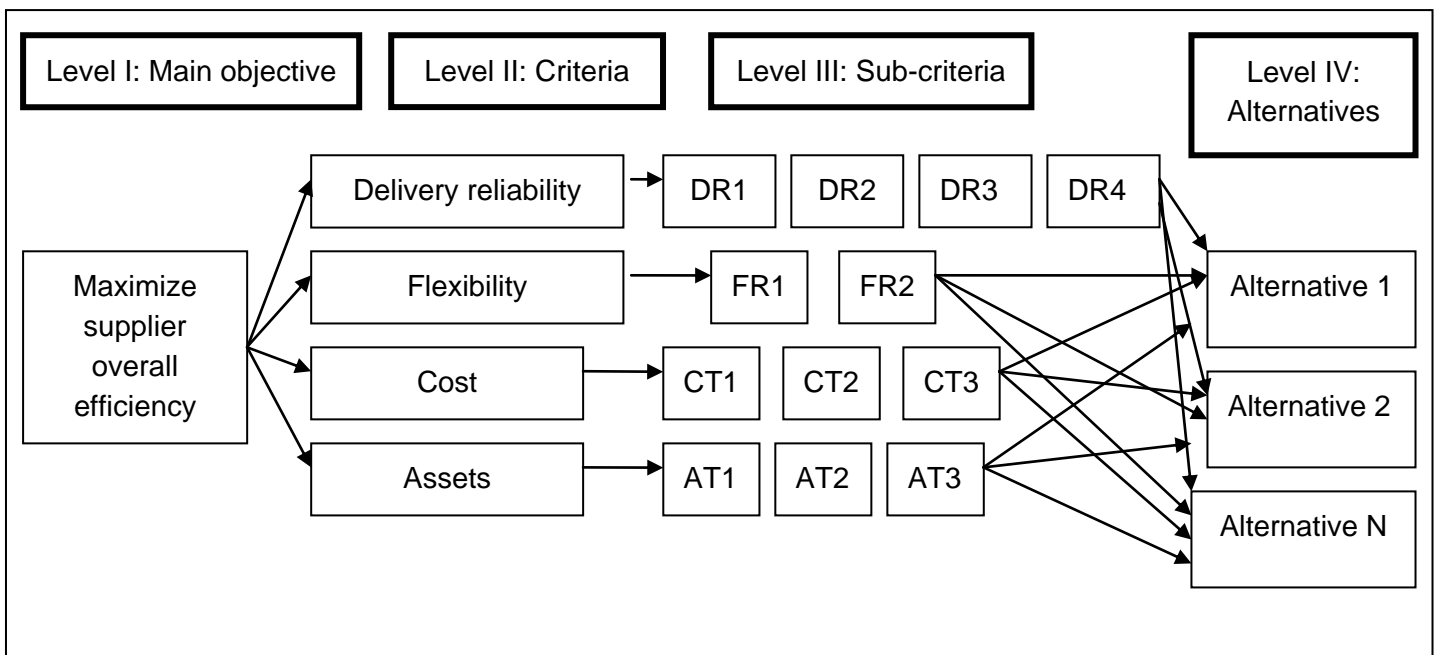 Level I: Main objective
Level II: Criteria
Level III: Sub-criteria
Level IV:
Alternatives
Delivery reliability
DR1
DR2
DR3
DR4
Maximize
supplier
overall
efficiency
Flexibility
FR1
FR2
Alternative 1
Cost
CT1
CT2
CT3
Alternative 2
Assets
AT1
AT2
AT3
Alternative N